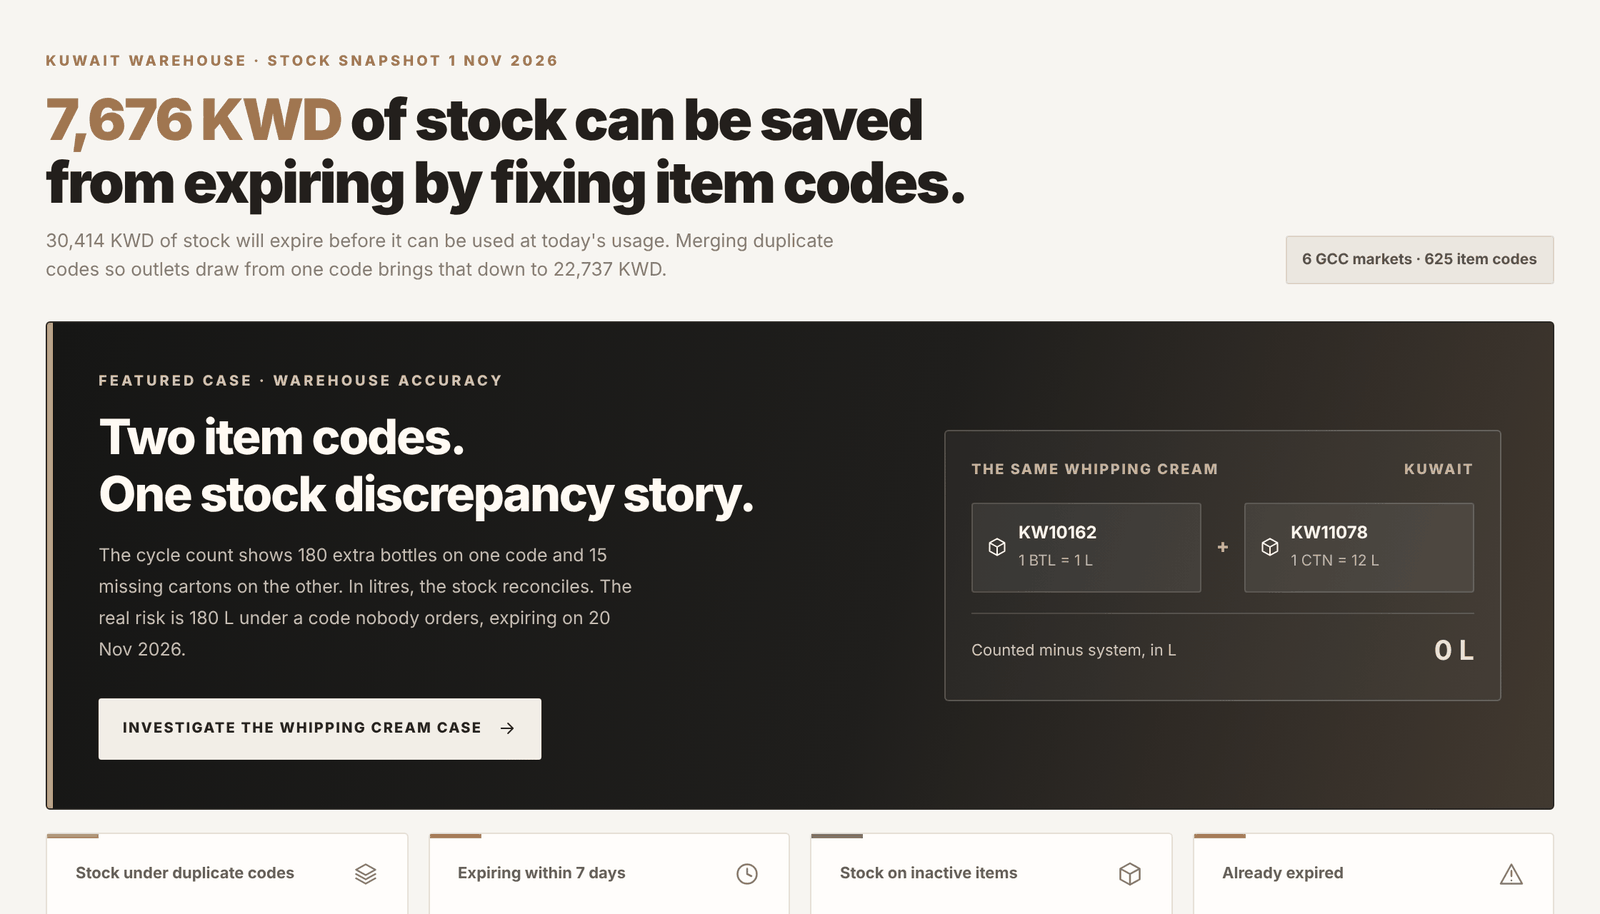 KUWAIT WAREHOUSE · STOCK SNAPSHOT 1 NOV 2026
7,676 KWD of stock can be saved
from expiring by fixing item codes.
30,414 KWD of stock will expire before it can be used at today's usage. Merging duplicate
codes so outlets draw from one code brings that down to 22,737 KWD.
6 GCC markets · 625 item codes
FEATURED CASE · WAREHOUSE ACCURACY
Two item codes.
One stock discrepancy story.
The cycle count shows 180 extra bottles on one code and 15
missing cartons on the other. In litres, the stock reconciles. The
real risk is 180 L under a code nobody orders, expiring on 20
Nov 2026.
INVESTIGATE THE WHIPPING CREAM CASE →
THE SAME WHIPPING CREAM KUWAIT
KW10162
1 BTL = 1 L
+
KW11078
1 CTN = 12 L
Counted minus system, in L 0 L
Stock under duplicate codes
Expiring within 7 days
Stock on inactive items
Already expired